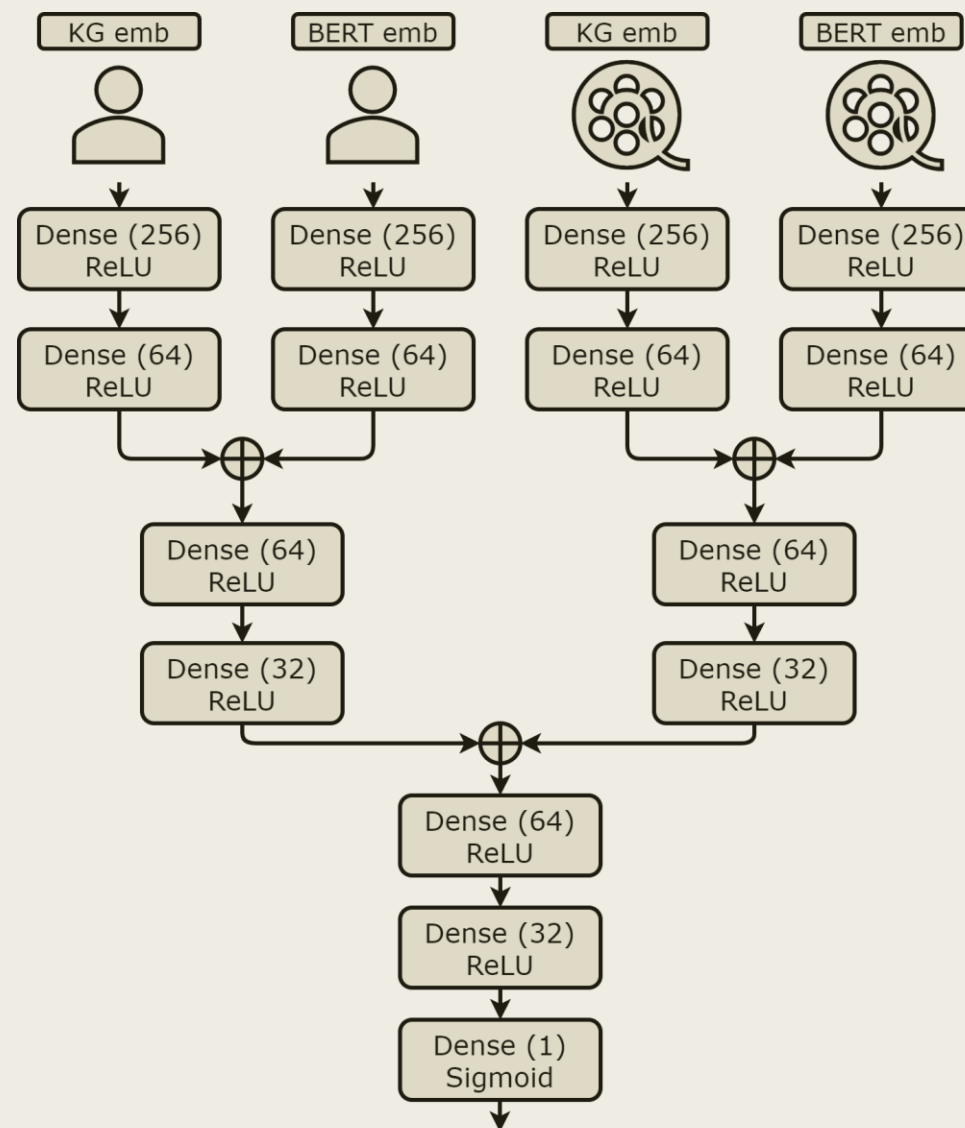 KG emb
BERT emb
KG emb
BERT emb
Dense (256)
ReLU
Dense (256)
ReLU
Dense (256)
ReLU
Dense (256)
ReLU
Dense (64)
ReLU
Dense (64)
ReLU
Dense (64)
ReLU
Dense (64)
ReLU
Dense (64)
ReLU
Dense (64)
ReLU
Dense (32)
ReLU
Dense (32)
ReLU
Dense (64)
ReLU
Dense (32)
ReLU
Dense (1)
Sigmoid